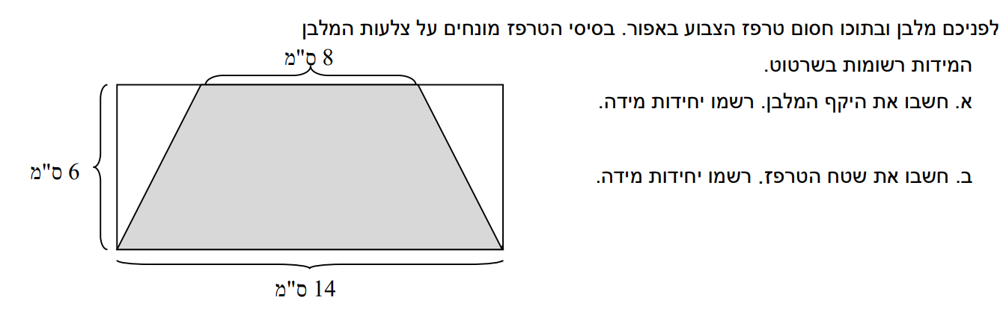 לפניכם מלבן ובתוכו חסום טרפז הצבוע באפור. בסיסי הטרפז מונחים על צלעות המלבן
המידות רשומות בשרטוט.
א. חשבו את היקף המלבן. רשמו יחידות מידה.
ב. חשבו את שטח הטרפז. רשמו יחידות מידה.
8 ס"מ
6 ס"מ
14 ס"מ